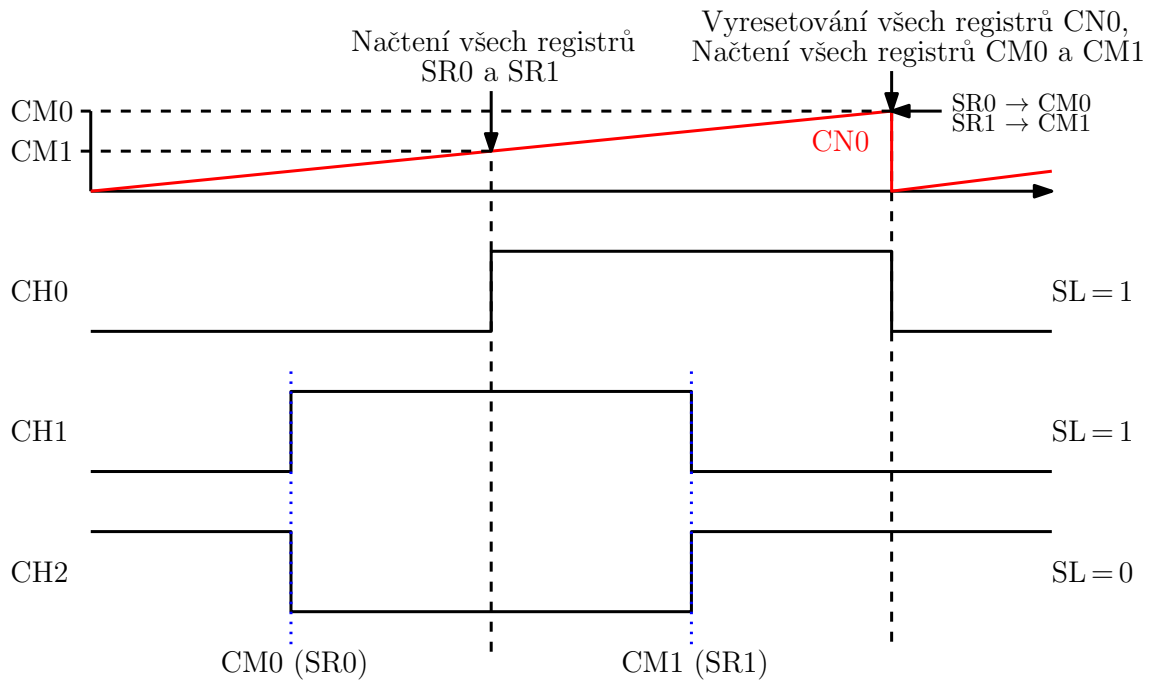 Načtení všech registrů
SR0 a SR1
Vyresetování všech registrů CN0,
Načtení všech registrů CM0 a CM1
CM0
SR0 → CM0
SR1 → CM1
CM1
CN0
CH0
SL = 1
CH1
SL = 1
CH2
SL = 0
CM0 (SR0)
CM1 (SR1)